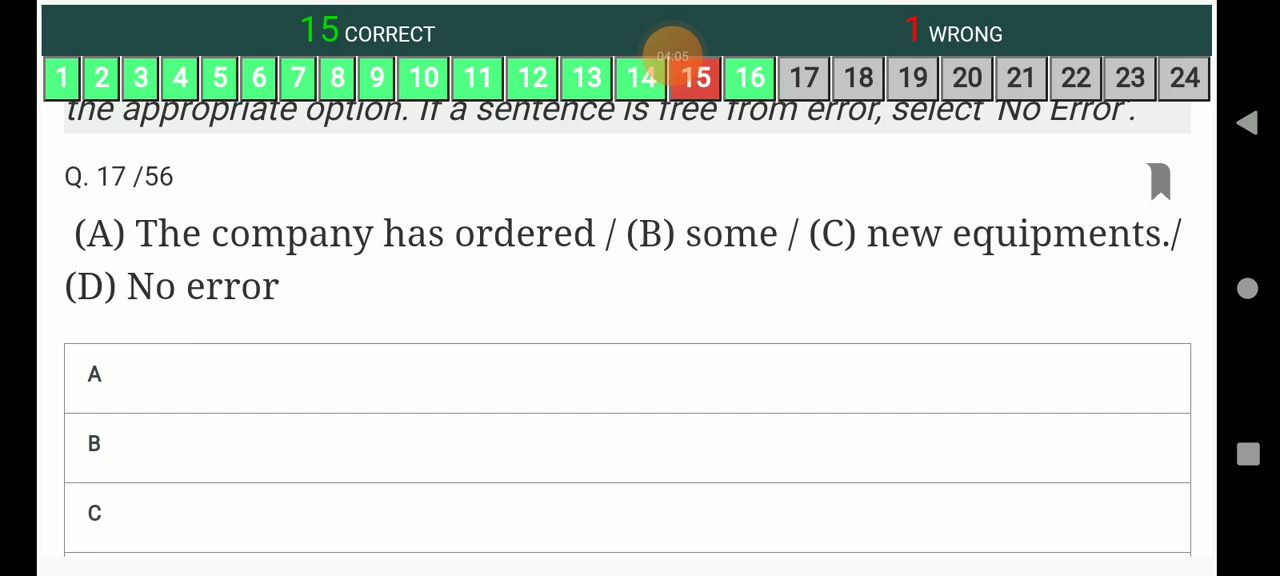 15 CORRECT 1 WRONG
04:05
1 2 3 4 5 6 7 8 9 10 11 12 13 14 15 16 17 18 19 20 21 22 23 24
the appropriate option. If a sentence is free from error, select 'No Error'.
Q. 17 /56
(A) The company has ordered / (B) some / (C) new equipments./
(D) No error
A
B
C